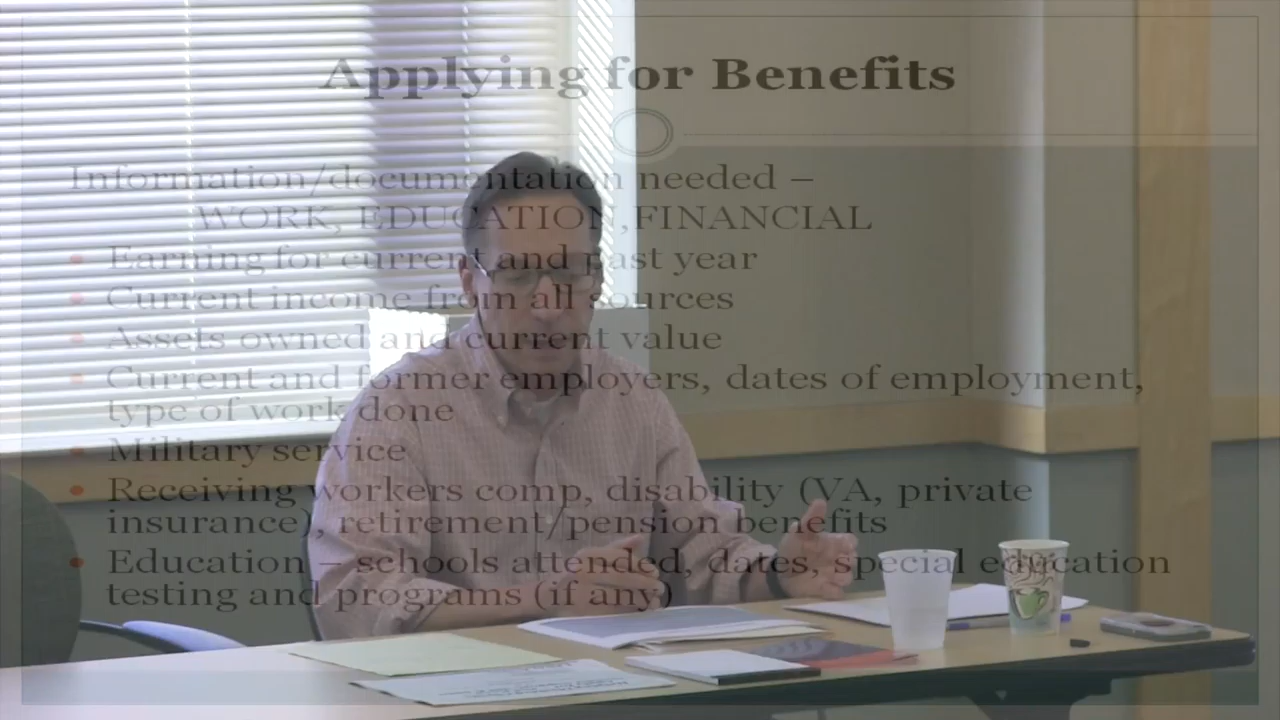 Applying for Benefits
Information/documentation needed –
WORK, EDUCATION,FINANCIAL
• Earning for current and past year
• Current income from all sources
• Assets owned and current value
• Current and former employers, dates of employment,
type of work done
• Military service
• Receiving workers comp, disability (VA, private
insurance), retirement/pension benefits
• Education – schools attended, dates, special education
testing and programs (if any)